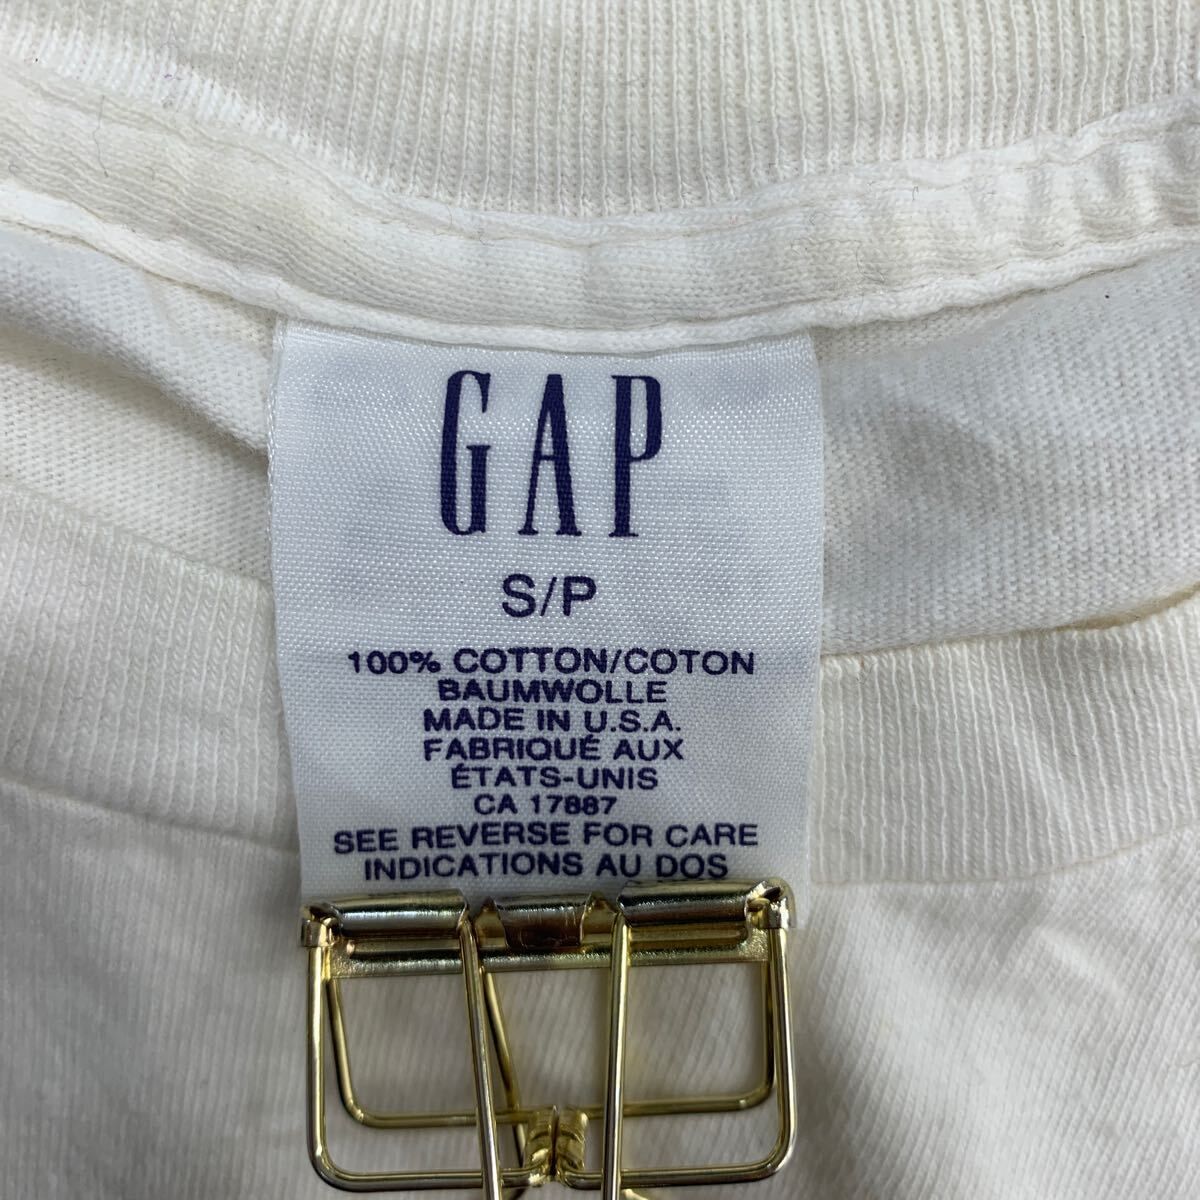 GAP
S/P
100% COTTON/COTON
BAUMWOLLE
MADE IN U.S.A.
FABRIQUÉ AUX
ÉTATS-UNIS
CA 17887
SEE REVERSE FOR CARE
INDICATIONS AU DOS